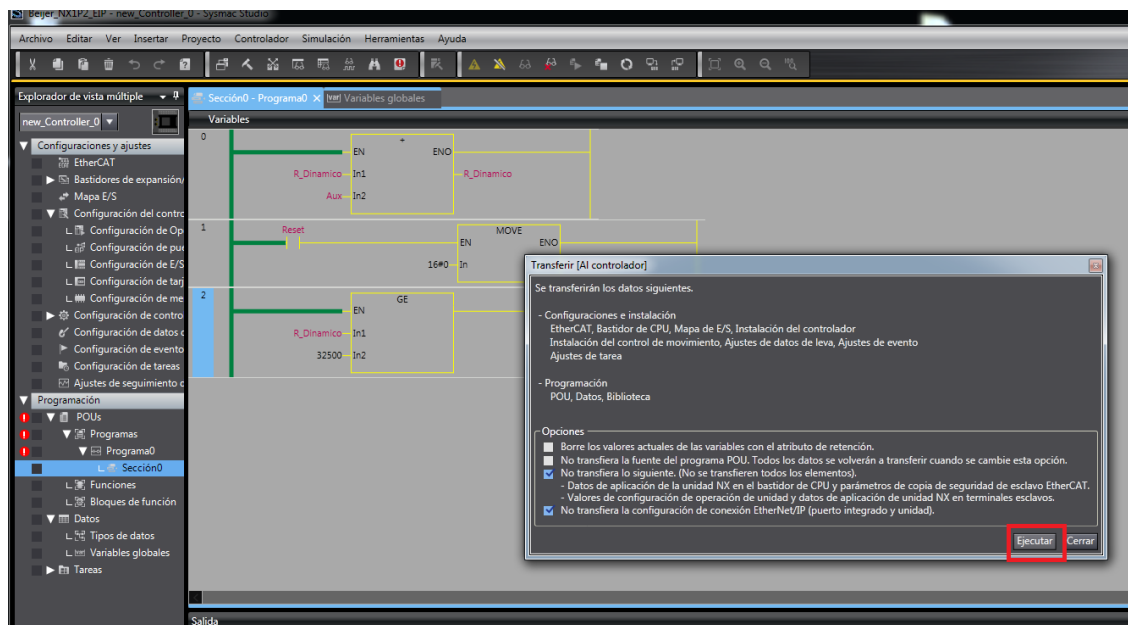 Beijer_NX1P2_EIP - new_Controller_0 - Sysmac Studio
Archivo Editar Ver Insertar Proyecto Controlador Simulación Herramientas Ayuda
Explorador de vista múltiple
new_Controller_0
Configuraciones y ajustes
EtherCAT
Bastidores de expansión/
Mapa E/S
Configuración del contro
Configuración de Op
Configuración de pue
Configuración de E/S
Configuración de tarj
Configuración de me
Configuración de contro
Configuración de datos d
Configuración de evento
Configuración de tareas
Ajustes de seguimiento d
Programación
POUs
Programas
Programa0
Sección0
Funciones
Bloques de función
Datos
Tipos de datos
Variables globales
Tareas
Sección0 - Programa0 X VAR Variables globales
Variables
0
+
EN ENO
R_Dinamico In1 R_Dinamico
Aux In2
1
Reset MOVE
EN ENO
16#0 In
2
GE
EN
R_Dinamico In1
32500 In2
Transferir [Al controlador]
Se transferirán los datos siguientes.
- Configuraciones e instalación
EtherCAT, Bastidor de CPU, Mapa de E/S, Instalación del controlador
Instalación del control de movimiento, Ajustes de datos de leva, Ajustes de evento
Ajustes de tarea
- Programación
POU, Datos, Biblioteca
Opciones
Borre los valores actuales de las variables con el atributo de retención.
No transfiera la fuente del programa POU. Todos los datos se volverán a transferir cuando se cambie esta opción.
No transfiera lo siguiente. (No se transfieren todos los elementos).
- Datos de aplicación de la unidad NX en el bastidor de CPU y parámetros de copia de seguridad de esclavo EtherCAT.
- Valores de configuración de operación de unidad y datos de aplicación de unidad NX en terminales esclavos.
No transfiera la configuración de conexión EtherNet/IP (puerto integrado y unidad).
Ejecutar Cerrar
Salida